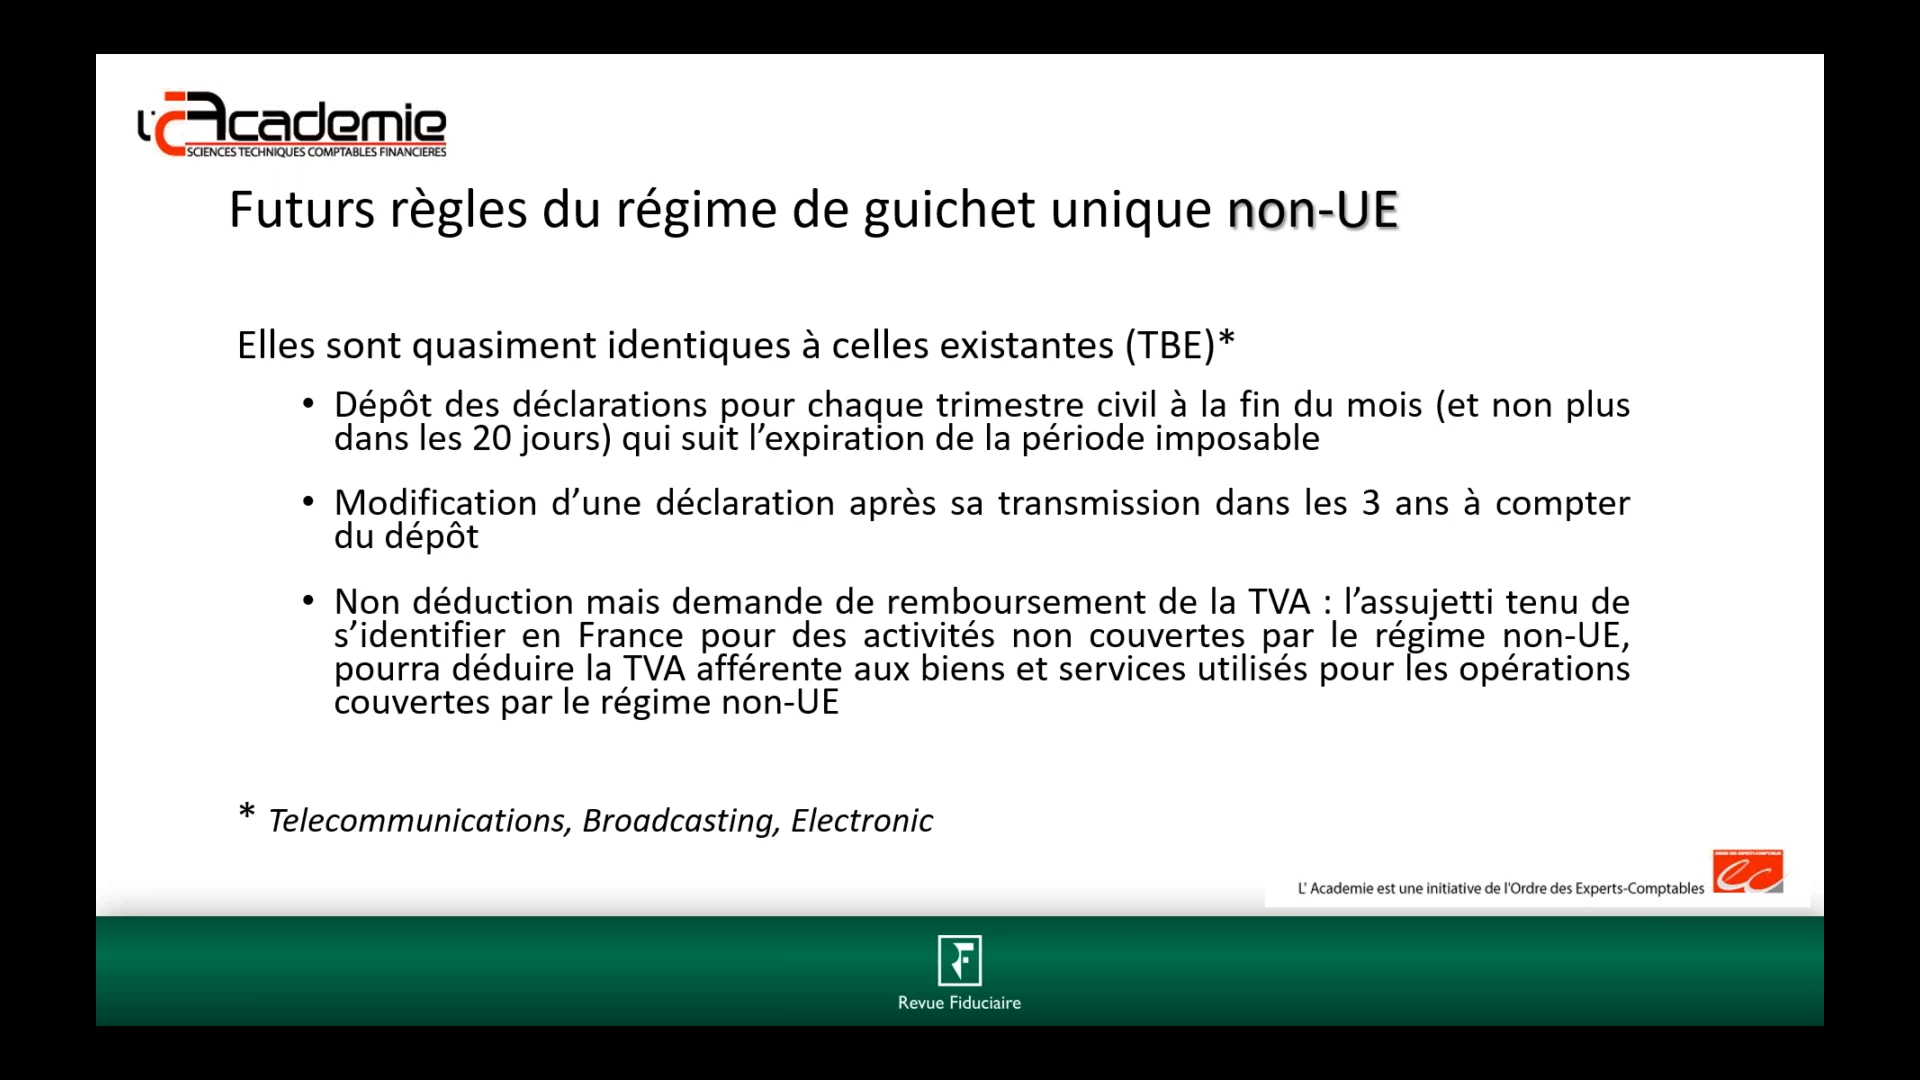 L'Academie
SCIENCES TECHNIQUES COMPTABLES FINANCIERES
Futurs règles du régime de guichet unique non-UE
Elles sont quasiment identiques à celles existantes (TBE)*
• Dépôt des déclarations pour chaque trimestre civil à la fin du mois (et non plus
dans les 20 jours) qui suit l’expiration de la période imposable
• Modification d’une déclaration après sa transmission dans les 3 ans à compter
du dépôt
• Non déduction mais demande de remboursement de la TVA : l’assujetti tenu de
s’identifier en France pour des activités non couvertes par le régime non-UE,
pourra déduire la TVA afférente aux biens et services utilisés pour les opérations
couvertes par le régime non-UE
* Telecommunications, Broadcasting, Electronic
L' Academie est une initiative de l'Ordre des Experts-Comptables
ORDRE DES EXPERTS-COMPTABLES
ec
RF
Revue Fiduciaire